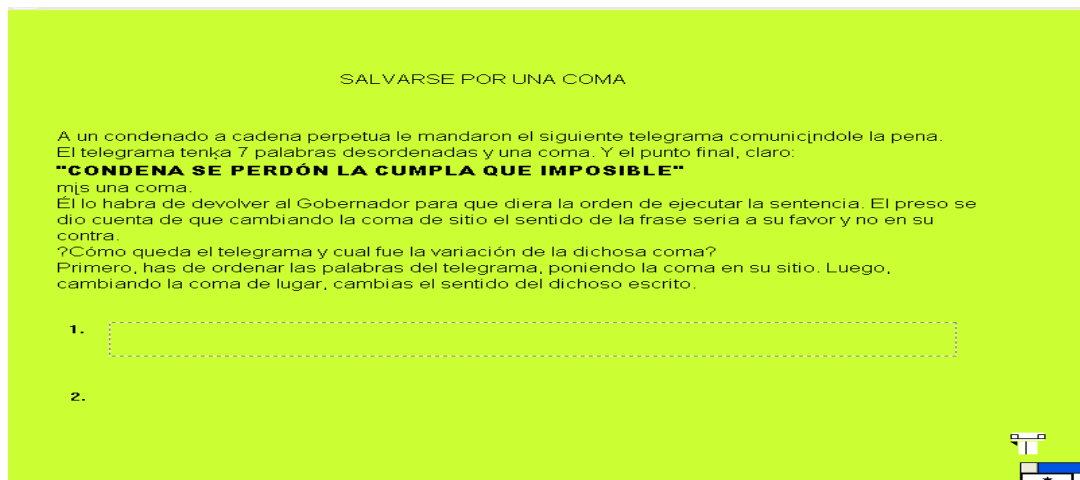 SALVARSE POR UNA COMA
A un condenado a cadena perpetua le mandaron el siguiente telegrama comunicįndole la pena.
El telegrama tenķa 7 palabras desordenadas y una coma. Y el punto final, claro:
"CONDENA SE PERDÓN LA CUMPLA QUE IMPOSIBLE"
mįs una coma.
Él lo habra de devolver al Gobernador para que diera la orden de ejecutar la sentencia. El preso se
dio cuenta de que cambiando la coma de sitio el sentido de la frase seria a su favor y no en su
contra.
?Cómo queda el telegrama y cual fue la variación de la dichosa coma?
Primero, has de ordenar las palabras del telegrama, poniendo la coma en su sitio. Luego,
cambiando la coma de lugar, cambias el sentido del dichoso escrito.
1.
2.